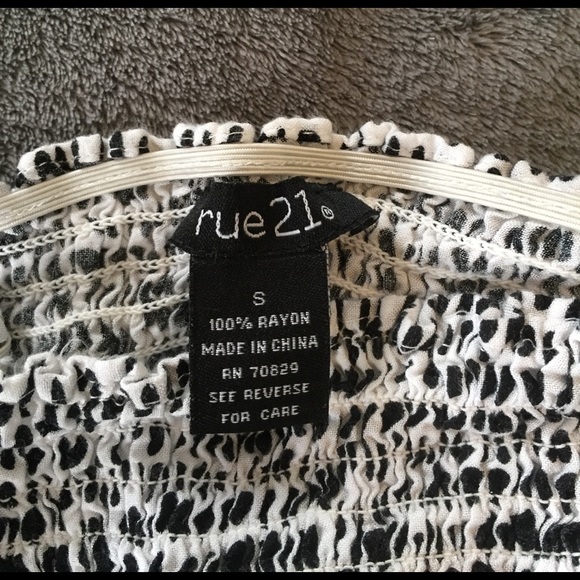 rue21®
S
100% RAYON
MADE IN CHINA
RN 70829
SEE REVERSE
FOR CARE